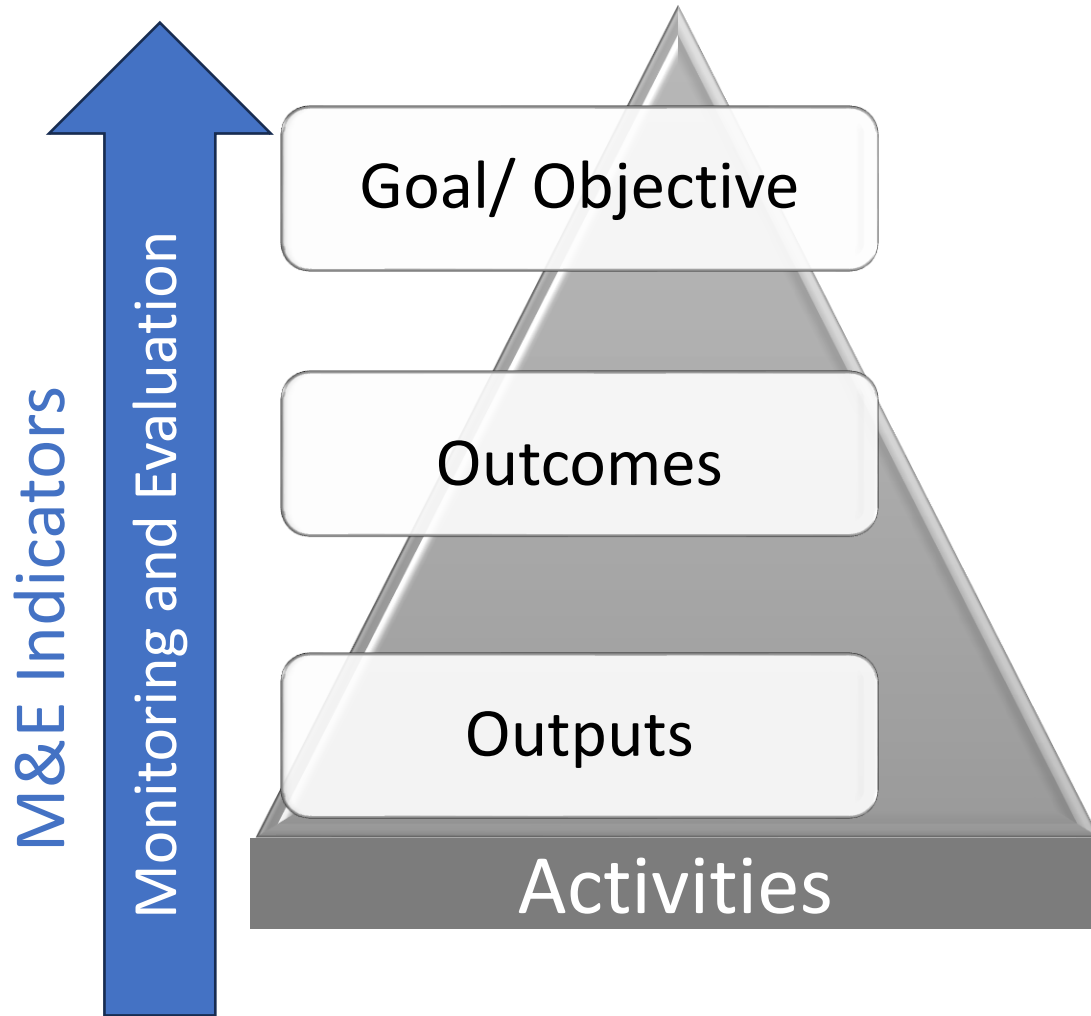 M&E Indicators
Monitoring and Evaluation
Goal/ Objective
Outcomes
Outputs
Activities